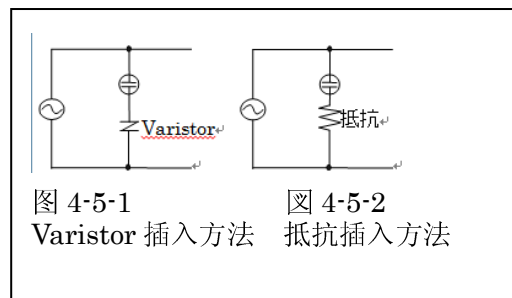 Varistor
抵抗
图 4-5-1
図 4-5-2
Varistor 插入方法
抵抗插入方法